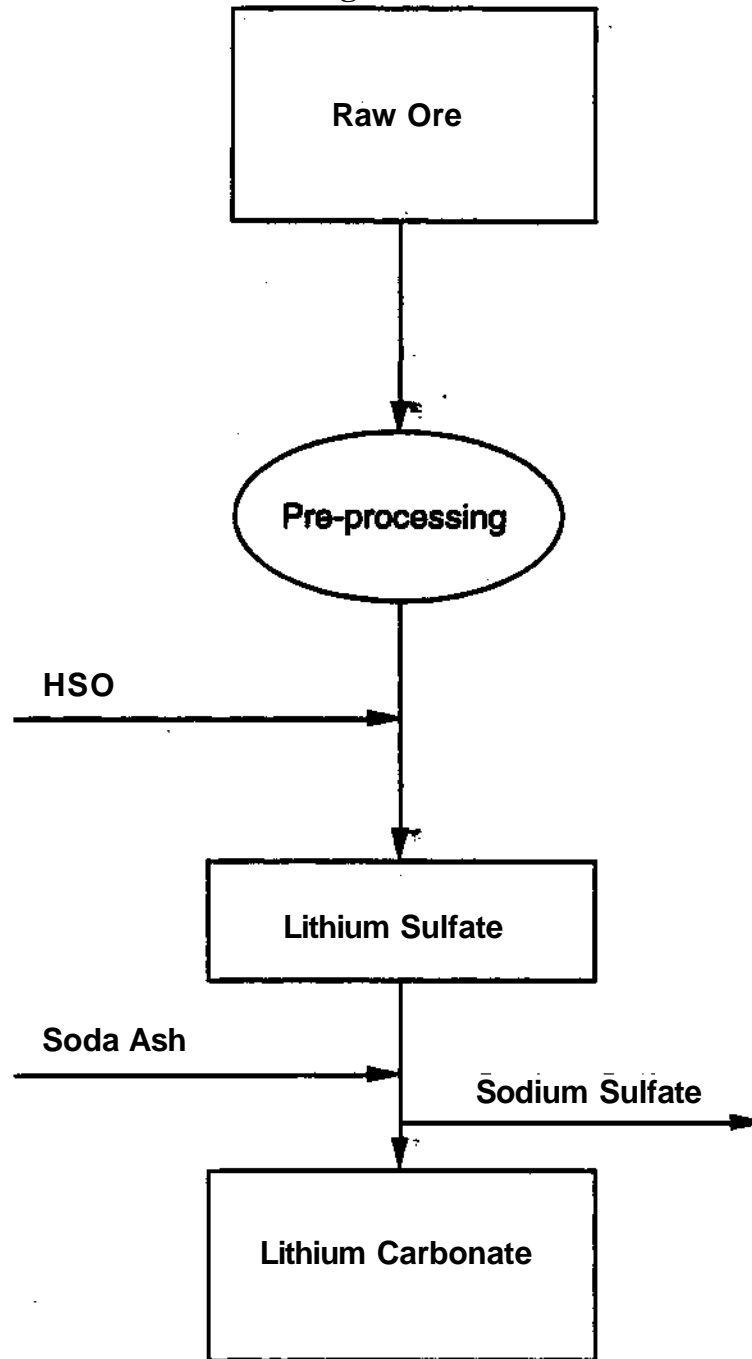 Raw Ore
Pre-processing
HSO
Lithium Sulfate
Soda Ash
Sodium Sulfate
Lithium Carbonate